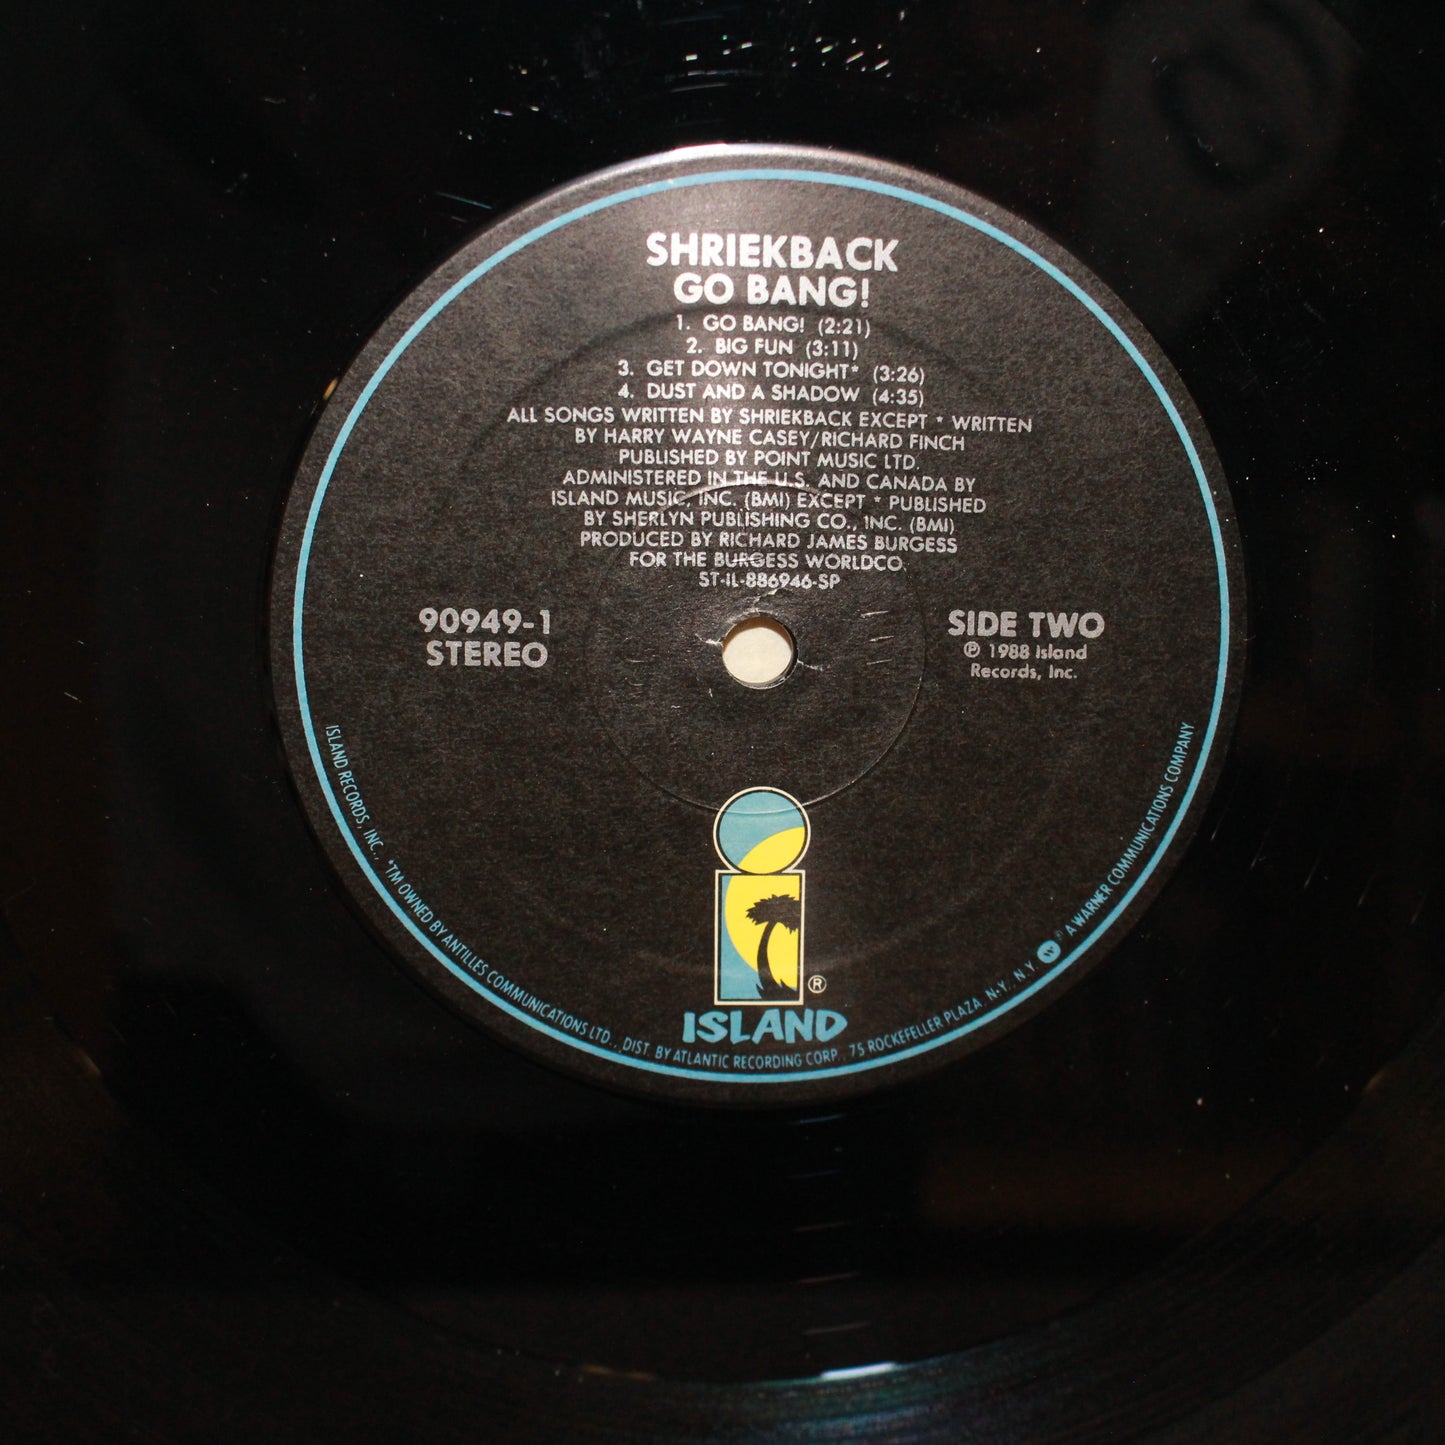 SHRIEKBACK
GO BANG!
1. GO BANG! (2:21)
2. BIG FUN (3:11)
3. GET DOWN TONIGHT* (3:26)
4. DUST AND A SHADOW (4:35)
ALL SONGS WRITTEN BY SHRIEKBACK EXCEPT * WRITTEN
BY HARRY WAYNE CASEY/RICHARD FINCH
PUBLISHED BY POINT MUSIC LTD.
ADMINISTERED IN THE U.S. AND CANADA BY
ISLAND MUSIC, INC. (BMI) EXCEPT * PUBLISHED
BY SHERLYN PUBLISHING CO., INC. (BMI)
PRODUCED BY RICHARD JAMES BURGESS
FOR THE BURGESS WORLDCO.
ST-IL-886946-SP
90949-1
STEREO
SIDE TWO
℗ 1988 Island
Records, Inc.
®
ISLAND
ISLAND RECORDS, INC., *TM OWNED BY ANTILLES COMMUNICATIONS LTD., DIST. BY ATLANTIC RECORDING CORP., 75 ROCKEFELLER PLAZA N.Y., N.Y. W ® A WARNER COMMUNICATIONS COMPANY